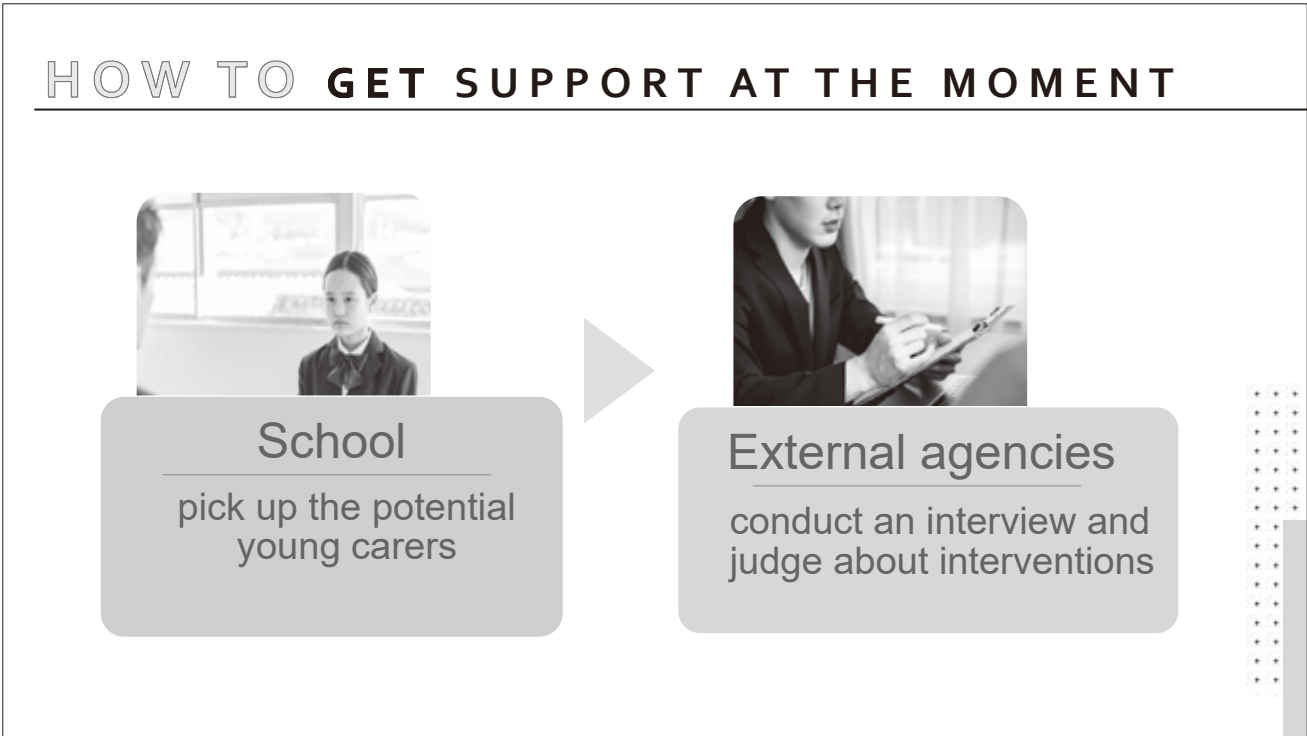 HOW TO GET SUPPORT AT THE MOMENT
School
pick up the potential
young carers
External agencies
conduct an interview and
judge about interventions